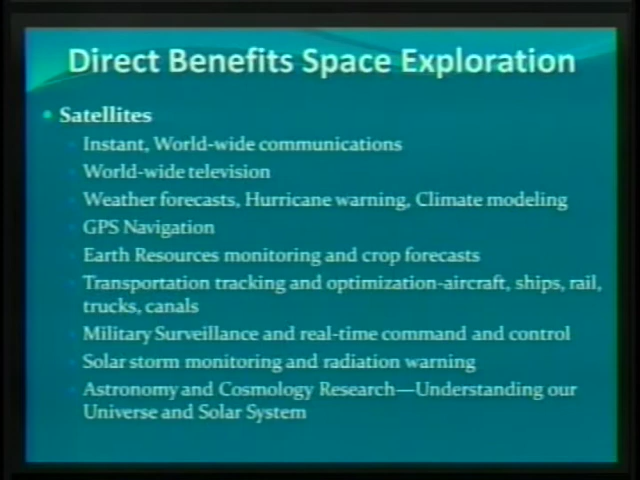 Direct Benefits Space Exploration
• Satellites
Instant, World-wide communications
World-wide television
Weather forecasts, Hurricane warning, Climate modeling
GPS Navigation
Earth Resources monitoring and crop forecasts
Transportation tracking and optimization-aircraft, ships, rail,
trucks, canals
Military Surveillance and real-time command and control
Solar storm monitoring and radiation warning
Astronomy and Cosmology Research—Understanding our
Universe and Solar System